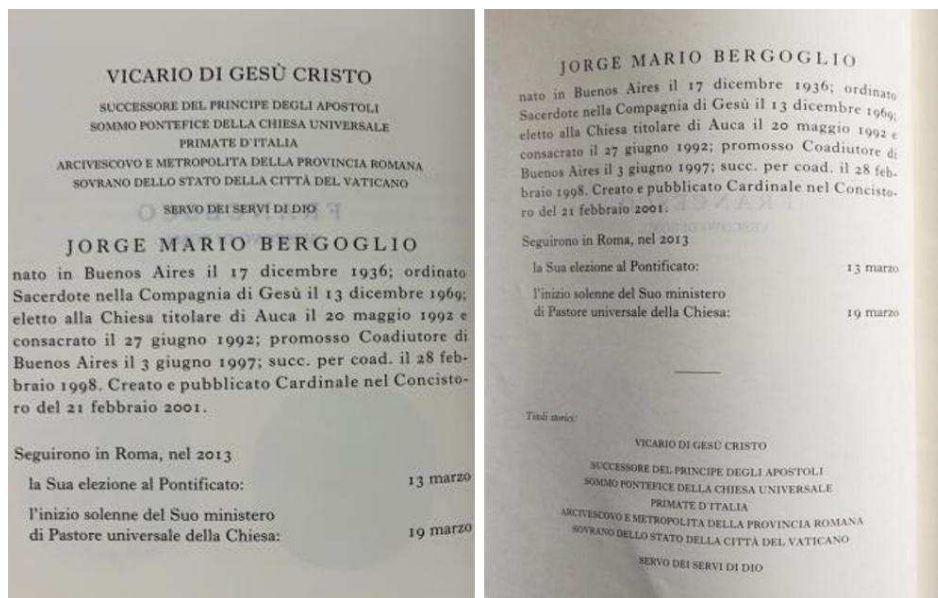 VICARIO DI GESÙ CRISTO
SUCCESSORE DEL PRINCIPE DEGLI APOSTOLI
SOMMO PONTEFICE DELLA CHIESA UNIVERSALE
PRIMATE D'ITALIA
ARCIVESCOVO E METROPOLITA DELLA PROVINCIA ROMANA
SOVRANO DELLO STATO DELLA CITTÀ DEL VATICANO
SERVO DEI SERVI DI DIO
JORGE MARIO BERGOGLIO
nato in Buenos Aires il 17 dicembre 1936; ordinato
Sacerdote nella Compagnia di Gesù il 13 dicembre 1969;
eletto alla Chiesa titolare di Auca il 20 maggio 1992 e
consacrato il 27 giugno 1992; promosso Coadiutore di
Buenos Aires il 3 giugno 1997; succ. per coad. il 28 feb-
braio 1998. Creato e pubblicato Cardinale nel Concisto-
ro del 21 febbraio 2001.
Seguirono in Roma, nel 2013
la Sua elezione al Pontificato: 13 marzo
l'inizio solenne del Suo ministero
di Pastore universale della Chiesa: 19 marzo
JORGE MARIO BERGOGLIO
nato in Buenos Aires il 17 dicembre 1936; ordinato
Sacerdote nella Compagnia di Gesù il 13 dicembre 1969;
eletto alla Chiesa titolare di Auca il 20 maggio 1992 e
consacrato il 27 giugno 1992; promosso Coadiutore di
Buenos Aires il 3 giugno 1997; succ. per coad. il 28 feb-
braio 1998. Creato e pubblicato Cardinale nel Concisto-
ro del 21 febbraio 2001.
Seguirono in Roma, nel 2013
la Sua elezione al Pontificato: 13 marzo
l'inizio solenne del Suo ministero
di Pastore universale della Chiesa: 19 marzo
Titoli storici:
VICARIO DI GESÙ CRISTO
SUCCESSORE DEL PRINCIPE DEGLI APOSTOLI
SOMMO PONTEFICE DELLA CHIESA UNIVERSALE
PRIMATE D'ITALIA
ARCIVESCOVO E METROPOLITA DELLA PROVINCIA ROMANA
SOVRANO DELLO STATO DELLA CITTÀ DEL VATICANO
SERVO DEI SERVI DI DIO